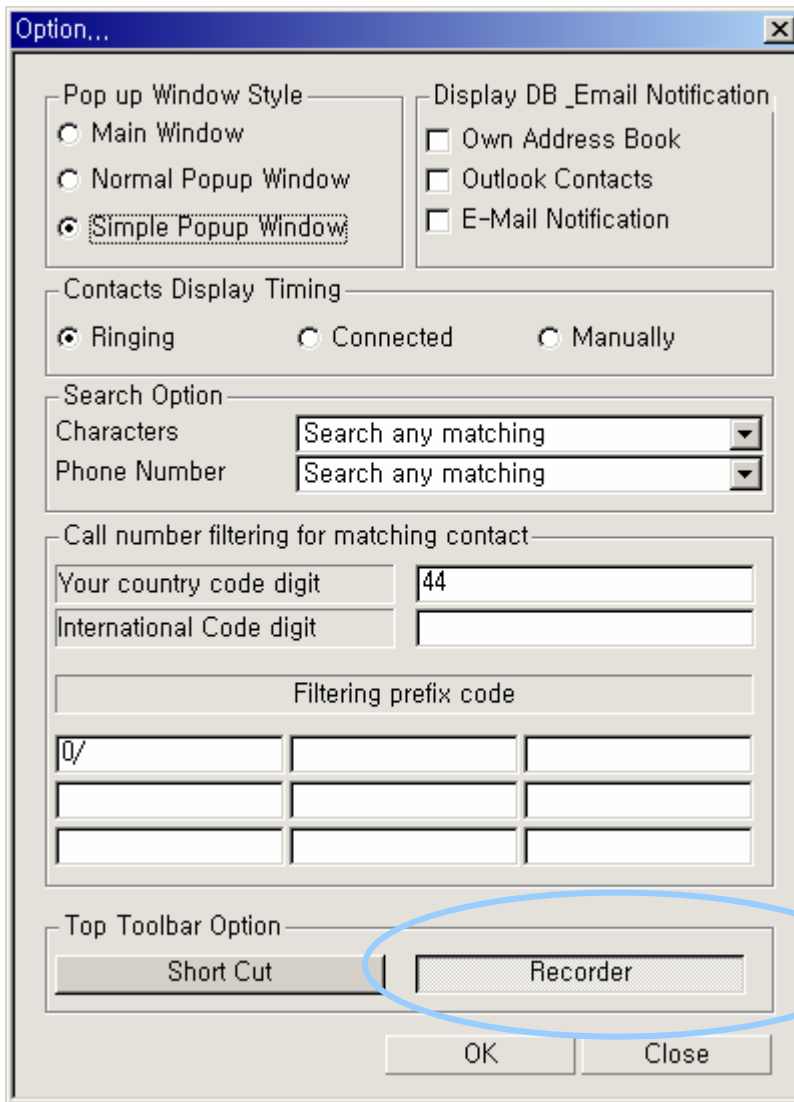 Option,,,
Pop up Window Style
Main Window
Normal Popup Window
Simple Popup Window
Display DB _Email Notification
Own Address Book
Outlook Contacts
E-Mail Notification
Contacts Display Timing
Ringing Connected Manually
Search Option
Characters Search any matching
Phone Number Search any matching
Call number filtering for matching contact
Your country code digit 44
International Code digit
Filtering prefix code
0/
Top Toolbar Option
Short Cut Recorder
OK Close